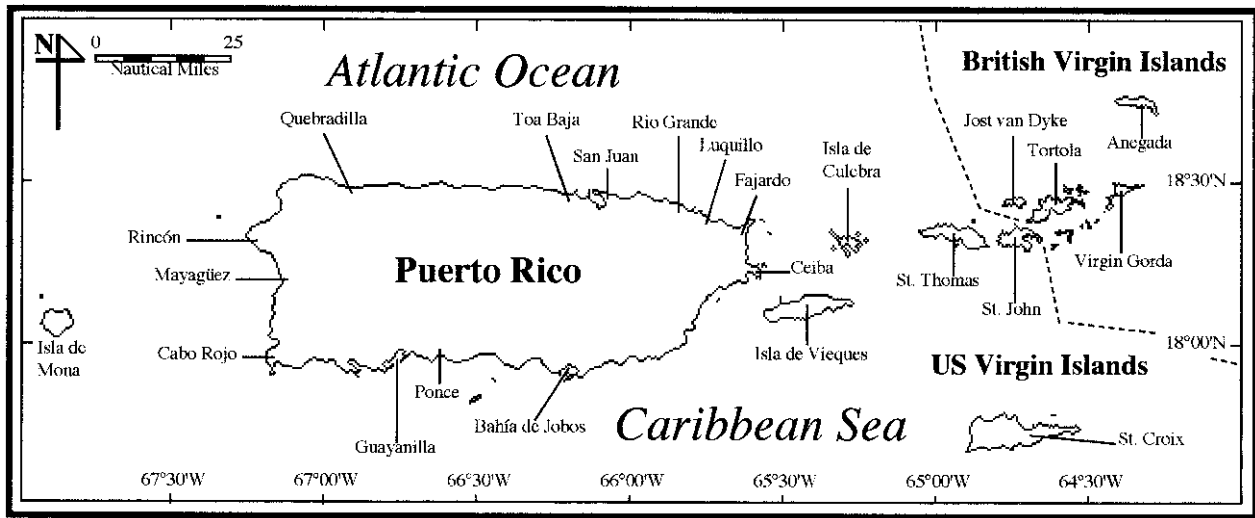 N
0 25
Nautical Miles
Atlantic Ocean
British Virgin Islands
Quebradilla
Toa Baja
San Juan
Rio Grande
Luquillo
Fajardo
Isla de
Culebra
Jost van Dyke
Tortola
Anegada
18°30'N
Rincón
Mayagüez
Puerto Rico
Ceiba
St. Thomas
St. John
Virgin Gorda
Isla de
Mona
Cabo Rojo
Ponce
Guayanilla
Bahía de Jobos
Isla de Vieques
18°00'N
US Virgin Islands
Caribbean Sea
St. Croix
67°30'W 67°00'W 66°30'W 66°00'W 65°30'W 65°00'W 64°30'W